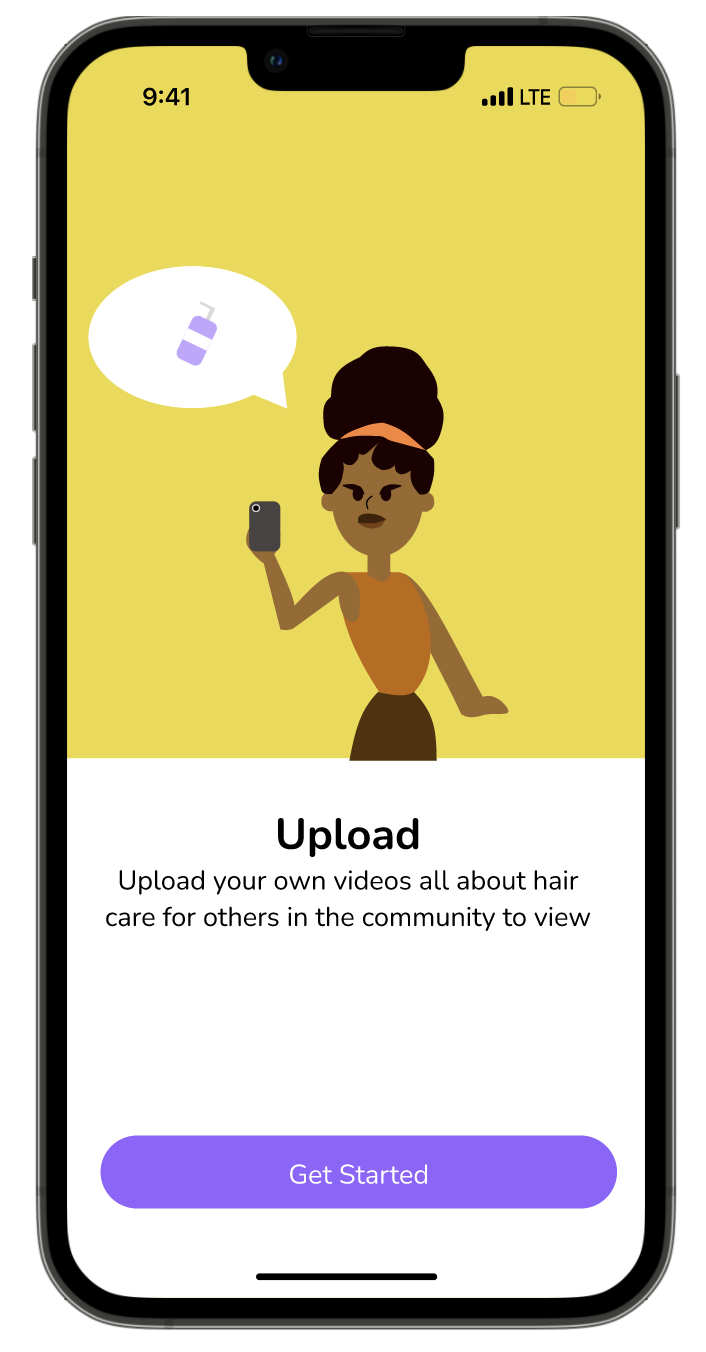 9:41 LTE
Upload
Upload your own videos all about hair
care for others in the community to view
Get Started